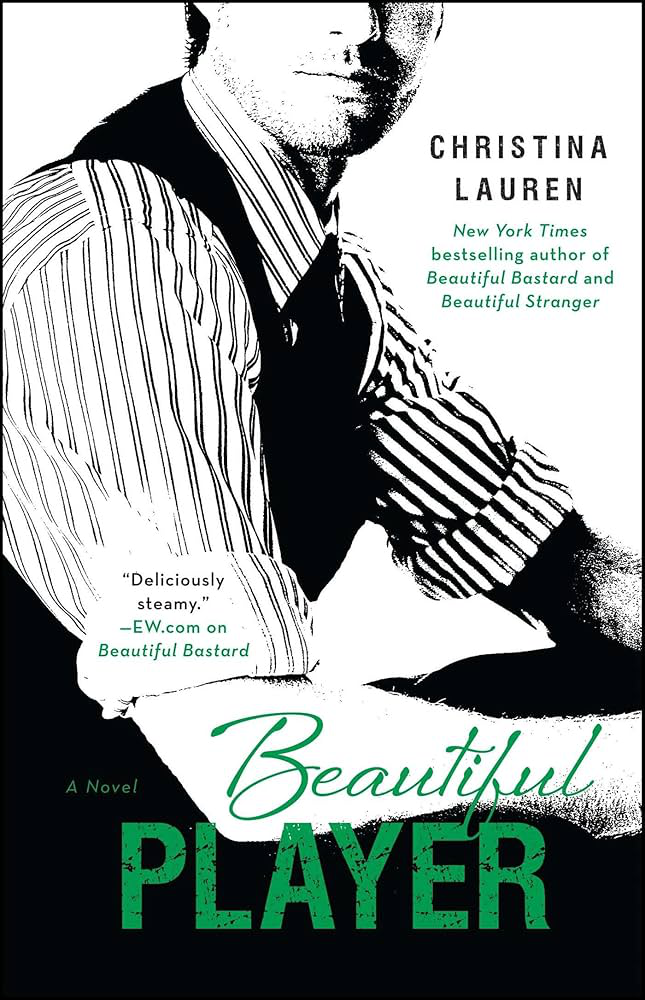 CHRISTINA
LAUREN
New York Times
bestselling author of
Beautiful Bastard and
Beautiful Stranger
“Deliciously
steamy.”
—EW.com on
Beautiful Bastard
A Novel
Beautiful
PLAYER